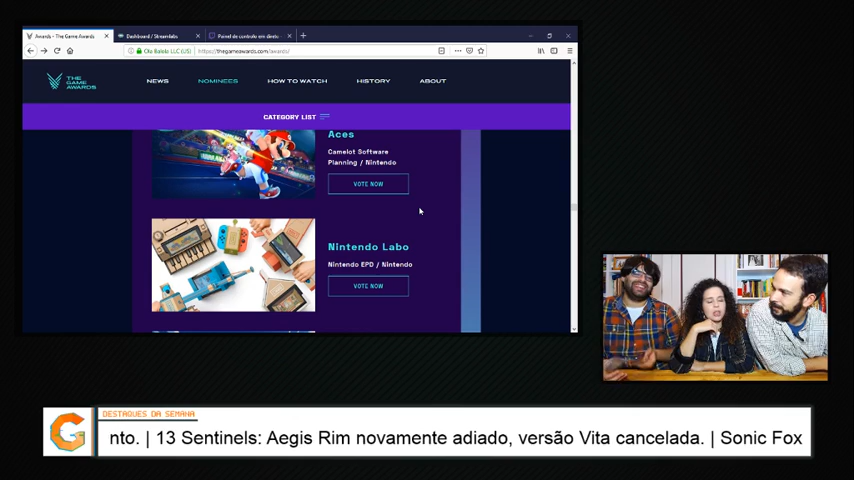 Awards - The Game Awards
Dashboard / Streamlabs
Painel de controlo em direto -
Ola Balola LLC (US)
https://thegameawards.com/awards/
THE GAME AWARDS
NEWS
NOMINEES
HOW TO WATCH
HISTORY
ABOUT
CATEGORY LIST
Aces
Camelot Software
Planning / Nintendo
VOTE NOW
Nintendo Labo
Nintendo EPD / Nintendo
VOTE NOW
DESTAQUES DA SEMANA
nto. | 13 Sentinels: Aegis Rim novamente adiado, versão Vita cancelada. | Sonic Fox